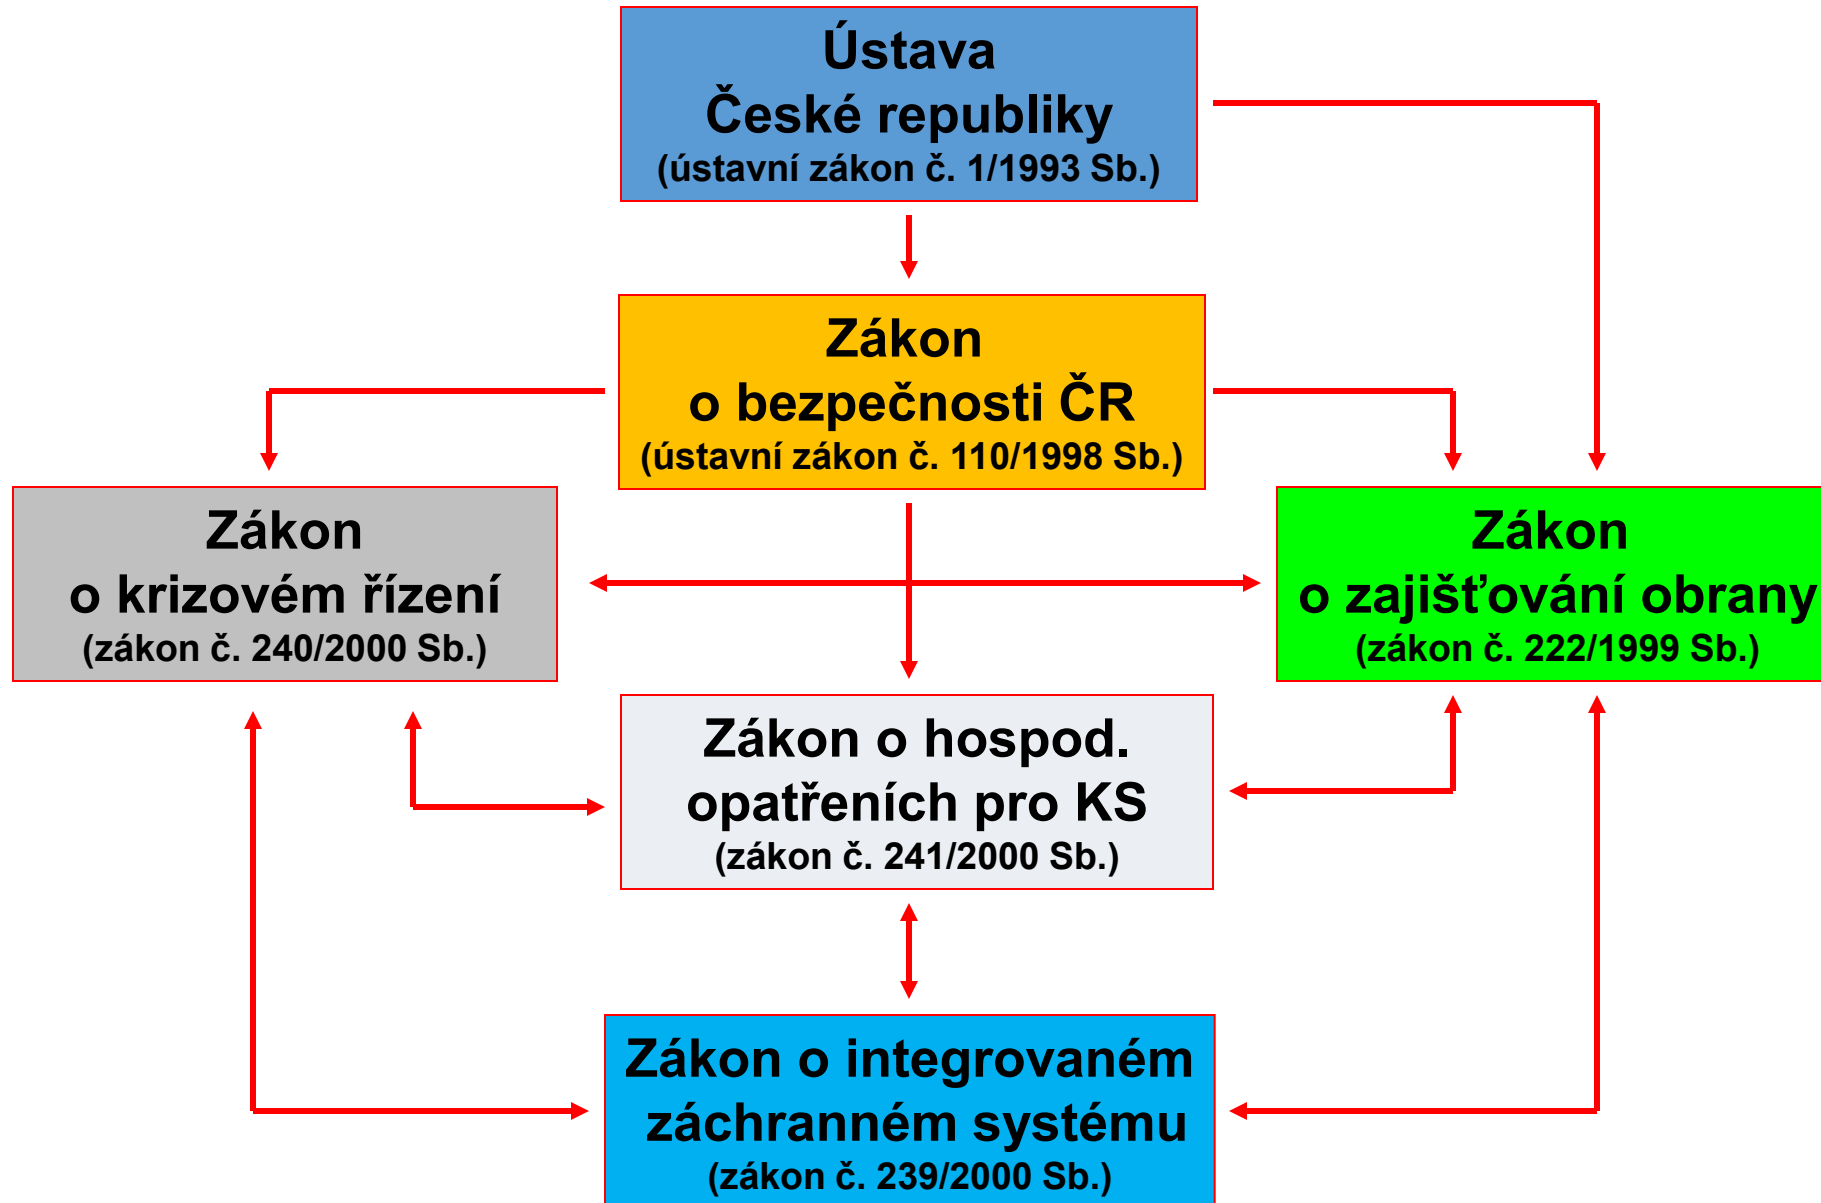 Ústava
České republiky
(ústavní zákon č. 1/1993 Sb.)
Zákon
o bezpečnosti ČR
(ústavní zákon č. 110/1998 Sb.)
Zákon
o krizovém řízení
(zákon č. 240/2000 Sb.)
Zákon
o zajišťování obrany
(zákon č. 222/1999 Sb.)
Zákon o hospod.
opatřeních pro KS
(zákon č. 241/2000 Sb.)
Zákon o integrovaném
záchranném systému
(zákon č. 239/2000 Sb.)